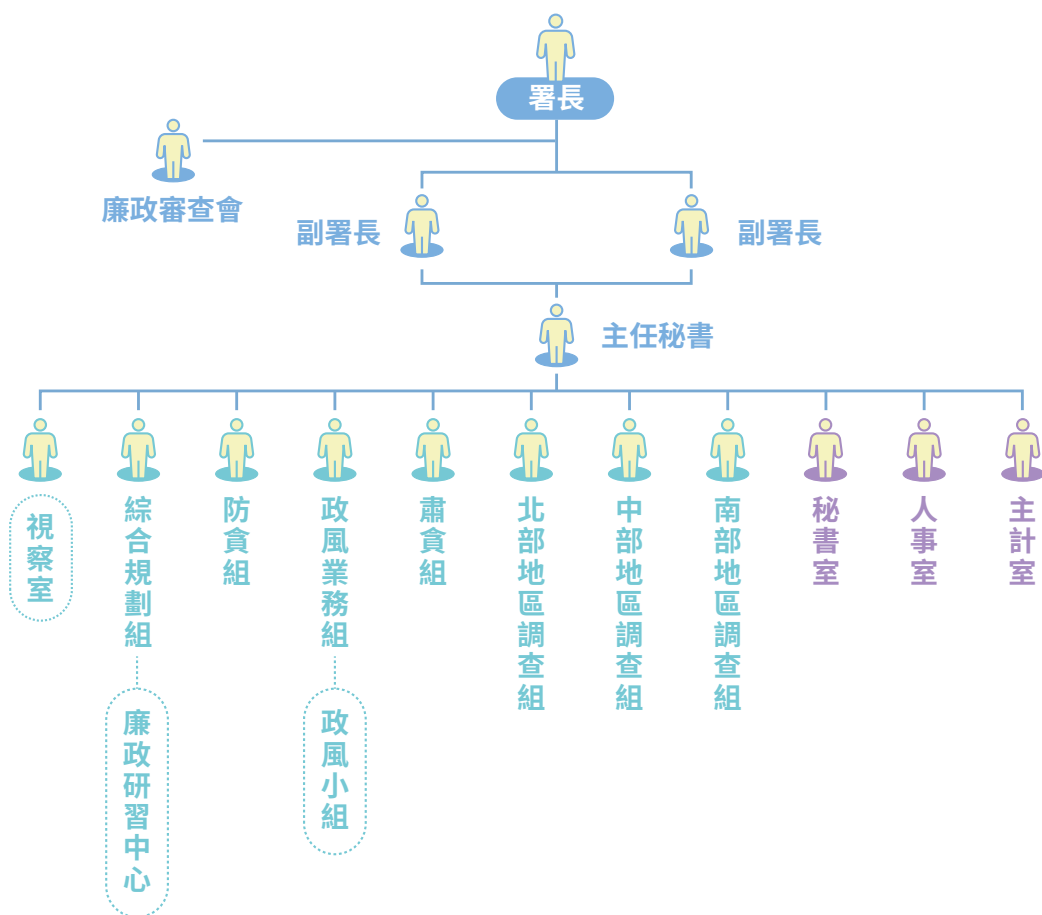 署長
廉政審查會
副署長
副署長
主任秘書
視察室
綜合規劃組
防貪組
政風業務組
肅貪組
北部地區調查組
中部地區調查組
南部地區調查組
秘書室
人事室
主計室
廉政研習中心
政風小組